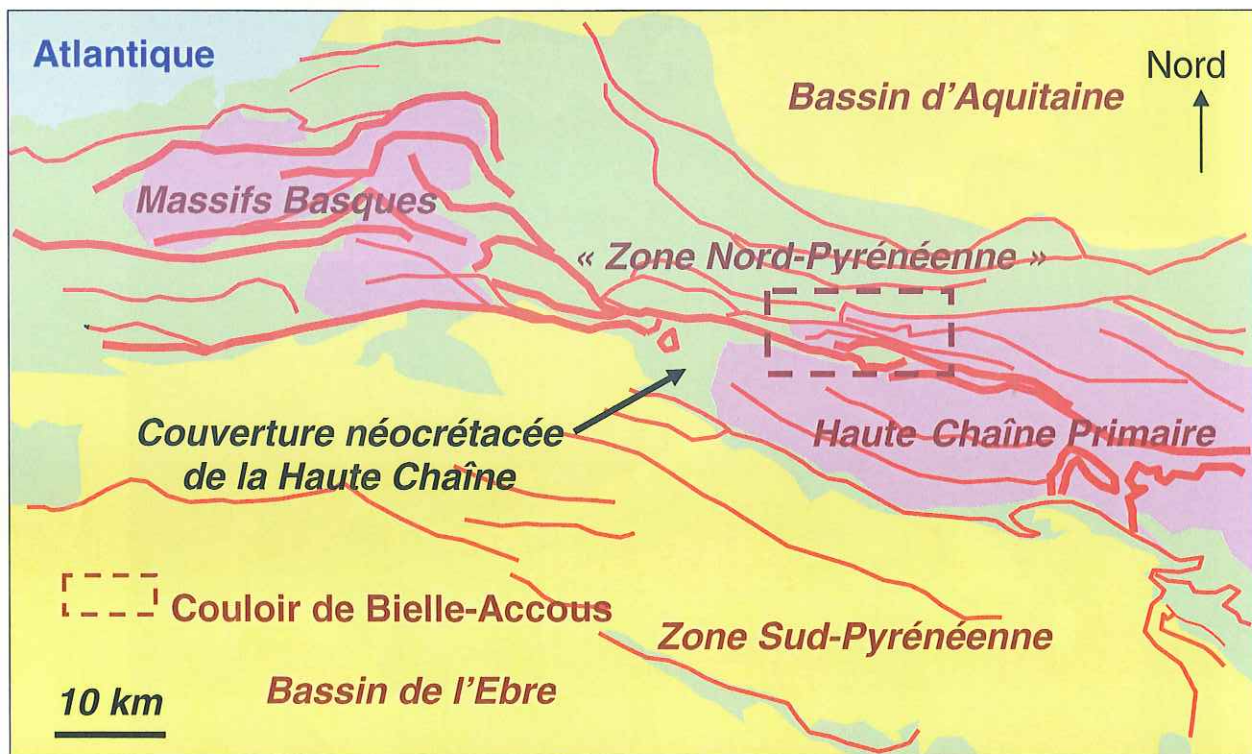 Atlantique
Nord
Bassin d'Aquitaine
Massifs Basques
« Zone Nord-Pyrénéenne »
Couverture néocrétacée
de la Haute Chaîne
Haute Chaîne Primaire
Couloir de Bielle-Accous
Zone Sud-Pyrénéenne
Bassin de l'Ebre
10 km